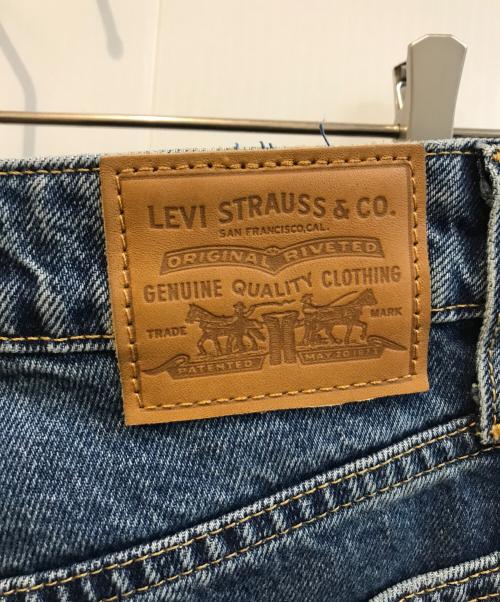 LEVI STRAUSS & CO.
SAN FRANCISCO, CAL.
ORIGINAL RIVETED
GENUINE QUALITY CLOTHING
TRADE MARK
PATENTED MAY 20 1873